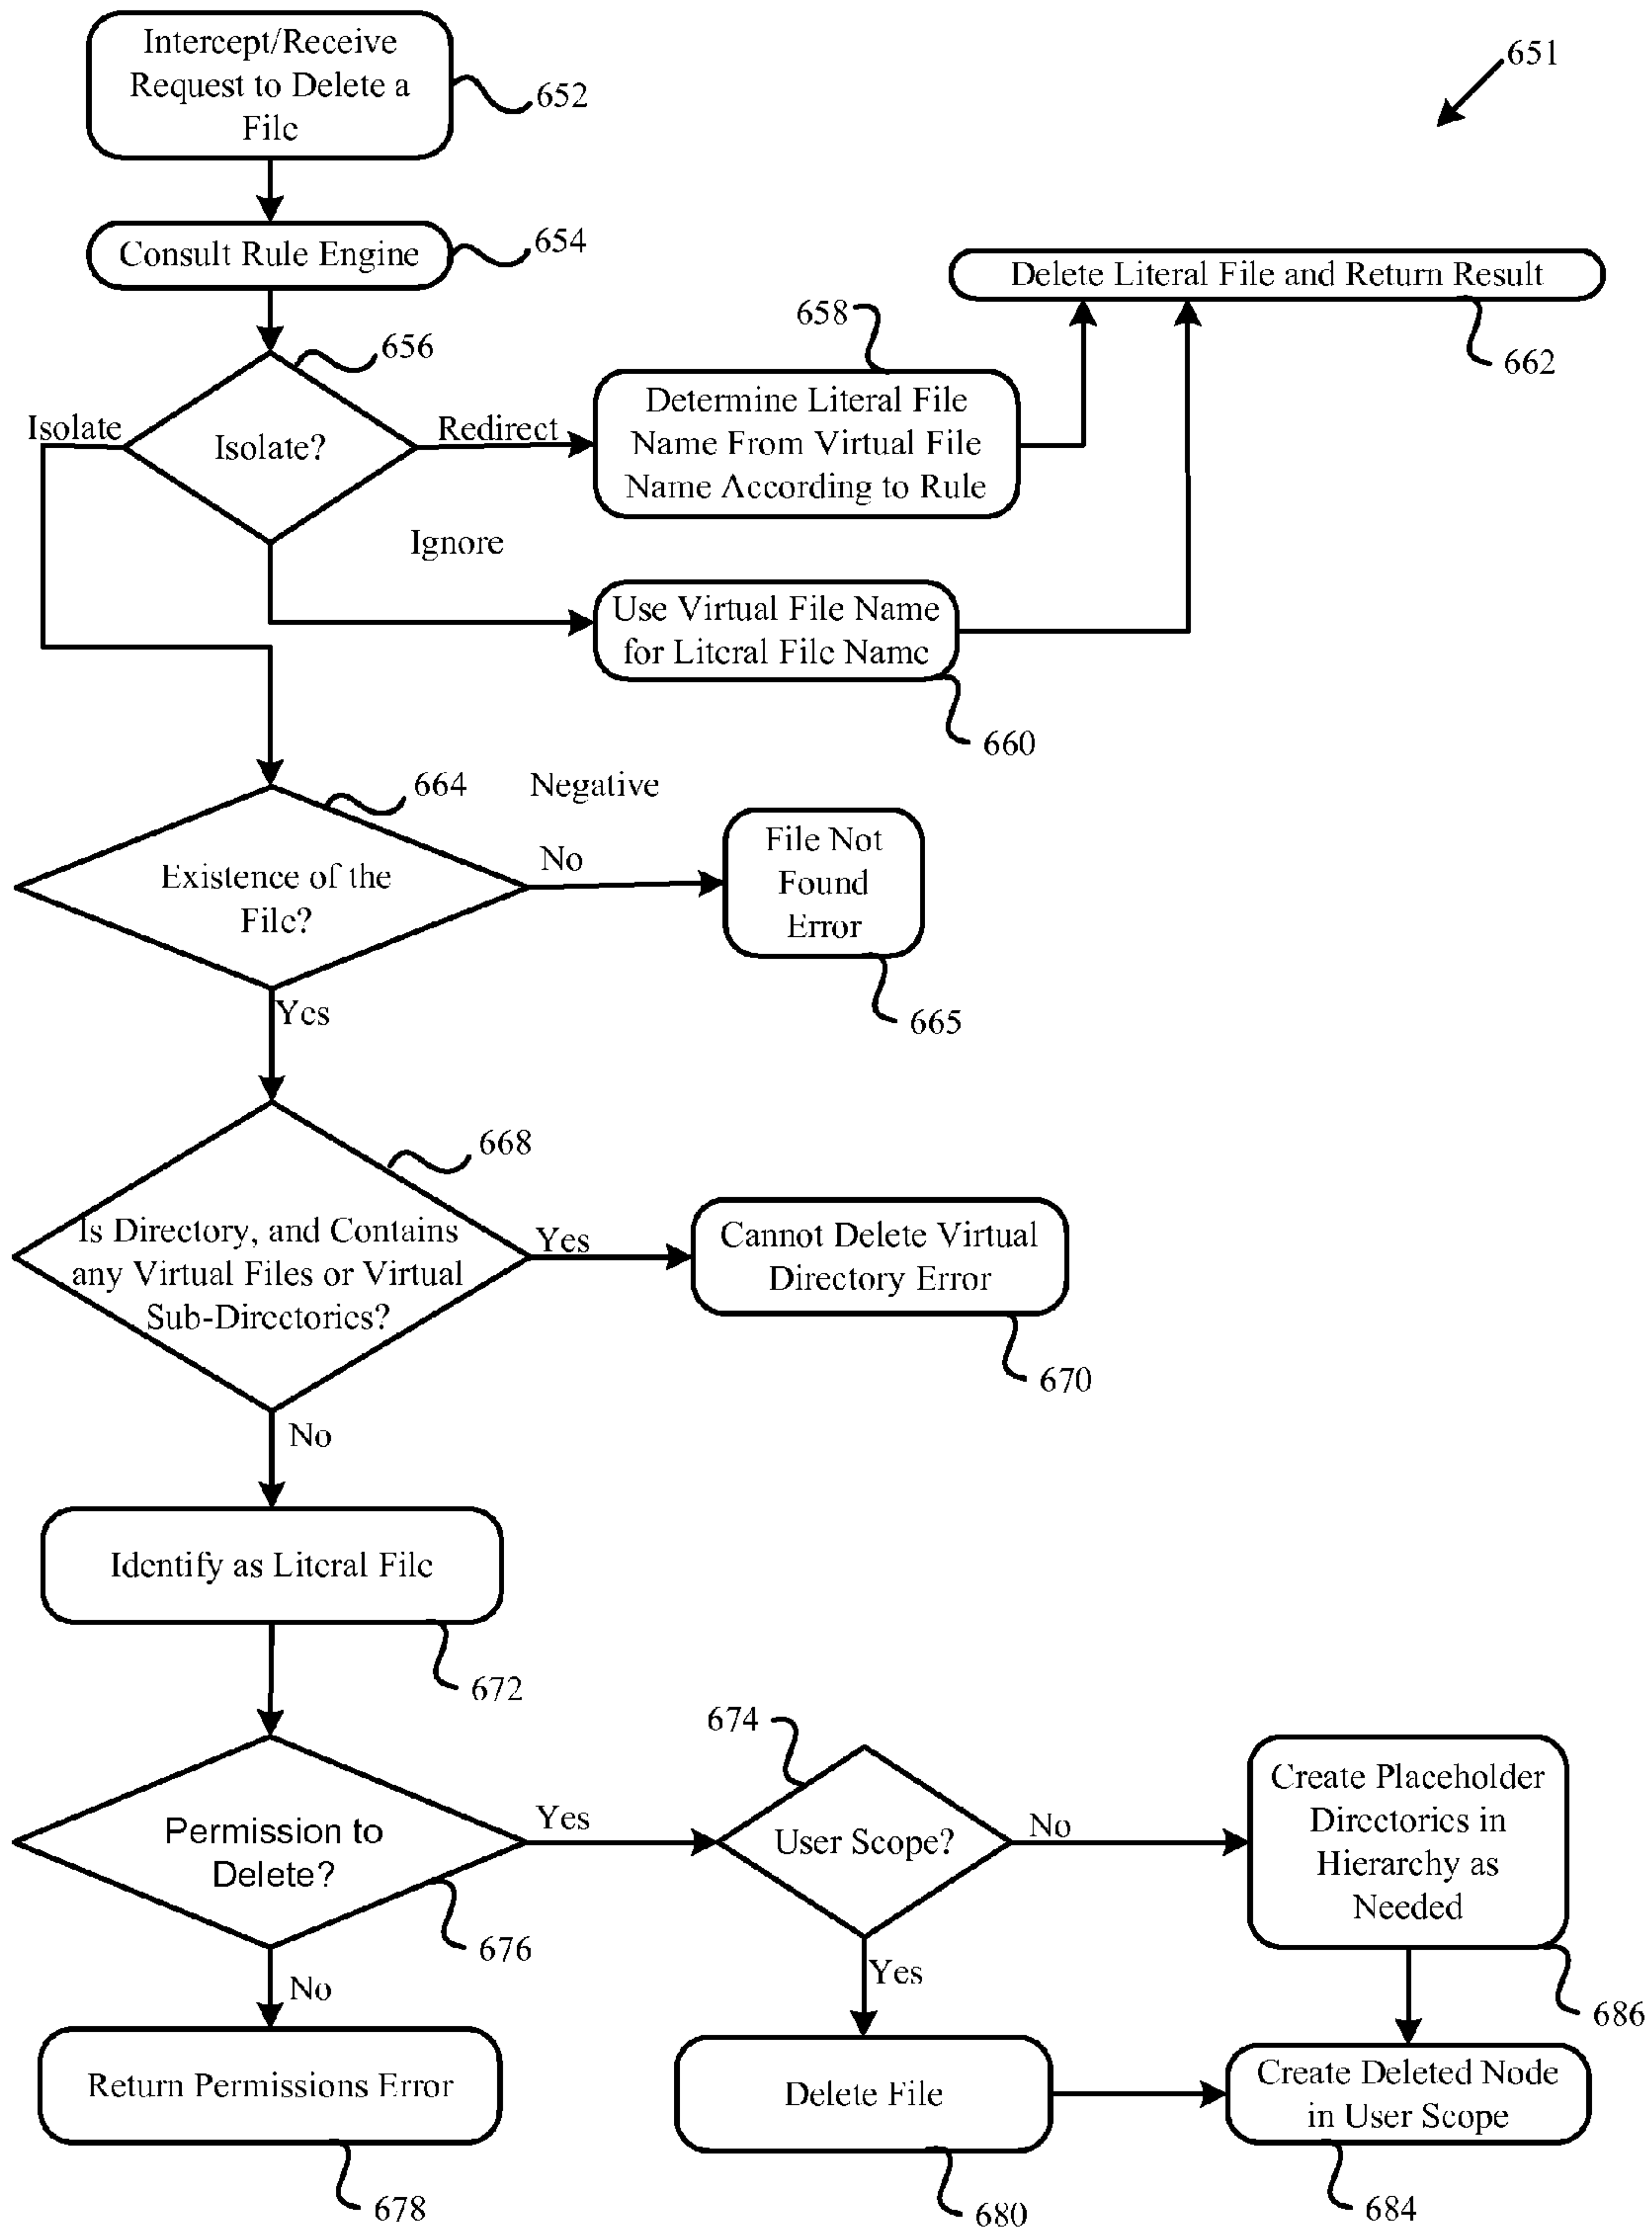 Intercept/Receive
Request to Delete a
File
652
651
Consult Rule Engine
654
Delete Literal File and Return Result
662
656
Isolate?
Isolate
Redirect
658
Determine Literal File
Name From Virtual File
Name According to Rule
Ignore
Use Virtual File Name
for Literal File Name
660
664
Negative
Existence of the
File?
No
File Not
Found
Error
665
Yes
668
Is Directory, and Contains
any Virtual Files or Virtual
Sub-Directories?
Yes
Cannot Delete Virtual
Directory Error
670
No
Identify as Literal File
672
Permission to
Delete?
676
Yes
674
User Scope?
No
Create Placeholder
Directories in
Hierarchy as
Needed
686
No
Yes
Return Permissions Error
678
Delete File
680
Create Deleted Node
in User Scope
684